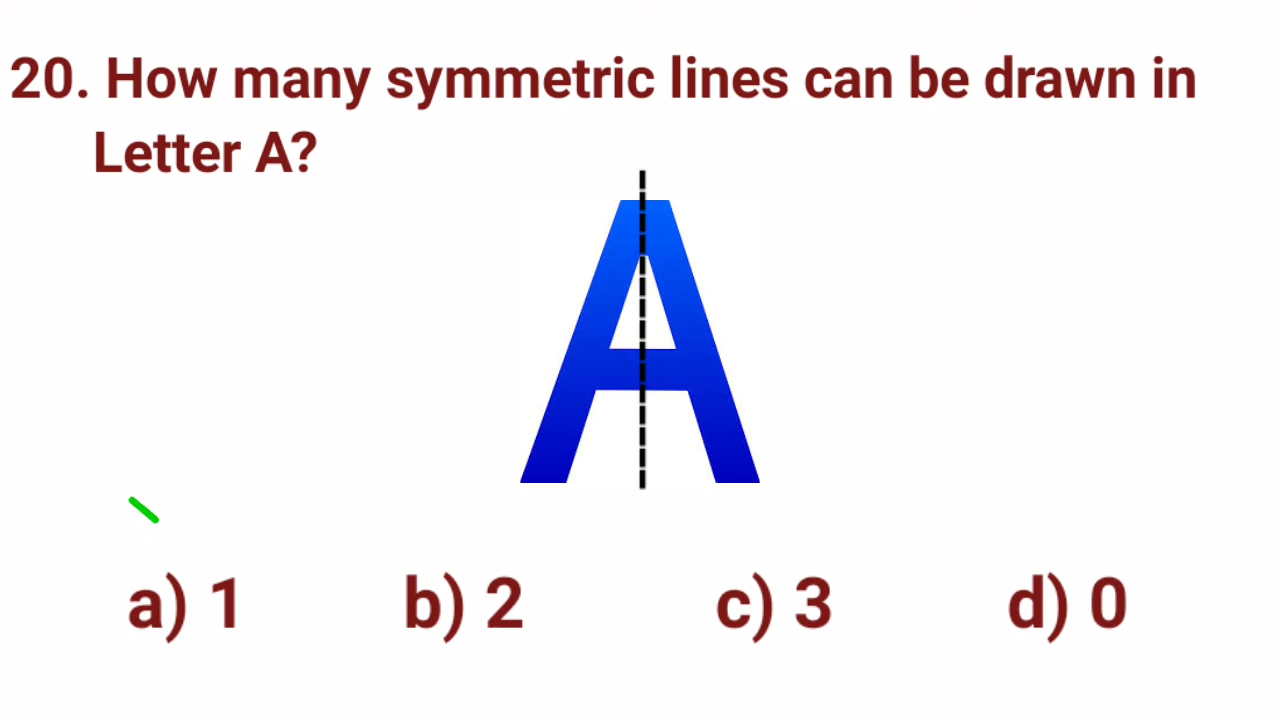 20. How many symmetric lines can be drawn in
Letter A?
A
a) 1 b) 2 c) 3 d) 0